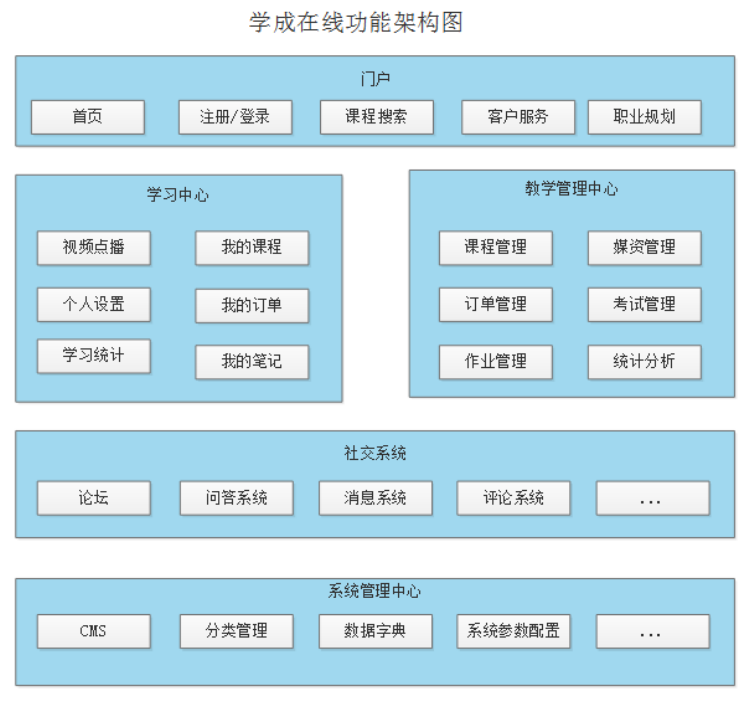 学成在线功能架构图
门户
首页
注册/登录
课程搜索
客户服务
职业规划
学习中心
视频点播
我的课程
个人设置
我的订单
学习统计
我的笔记
教学管理中心
课程管理
媒资管理
订单管理
考试管理
作业管理
统计分析
社交系统
论坛
问答系统
消息系统
评论系统
...
系统管理中心
CMS
分类管理
数据字典
系统参数配置
...